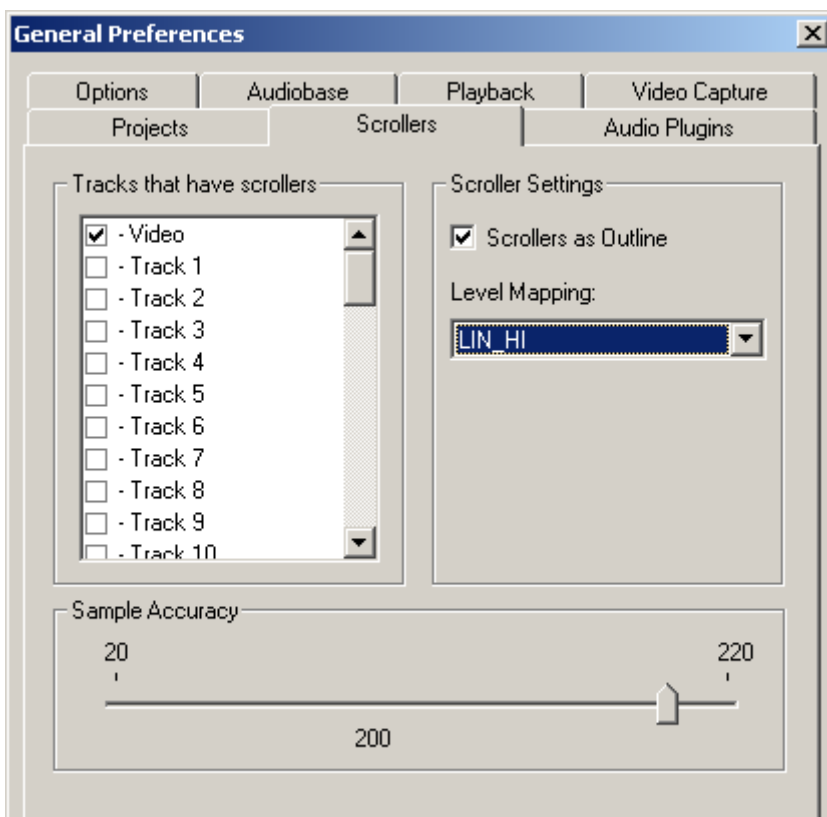 General Preferences
Options Audiobase Playback Video Capture
Projects Scrollers Audio Plugins
Tracks that have scrollers
- Video
- Track 1
- Track 2
- Track 3
- Track 4
- Track 5
- Track 6
- Track 7
- Track 8
- Track 9
- Track 10
Scroller Settings
Scrollers as Outline
Level Mapping:
LIN_HI
Sample Accuracy
20 220
200